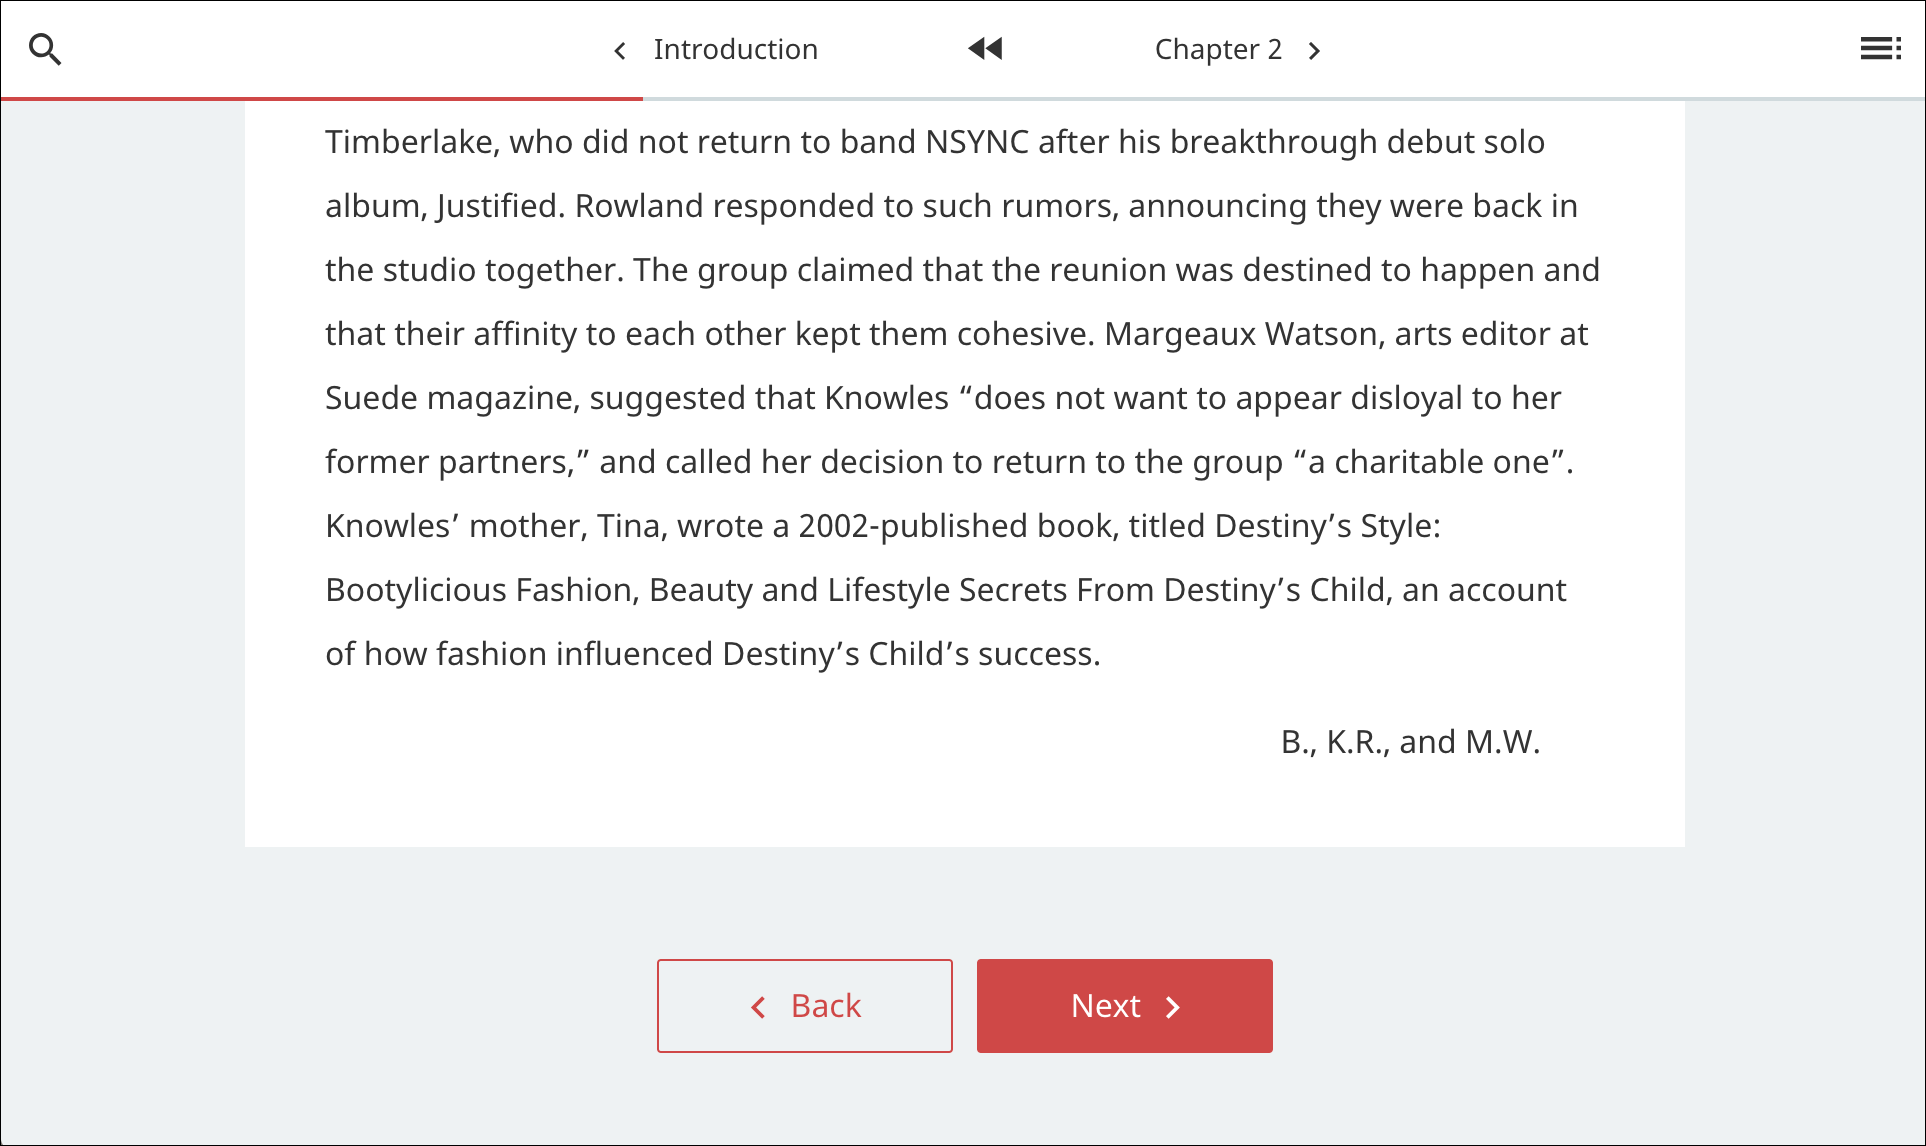 Introduction
Chapter 2
Timberlake, who did not return to band NSYNC after his breakthrough debut solo
album, Justified. Rowland responded to such rumors, announcing they were back in
the studio together. The group claimed that the reunion was destined to happen and
that their affinity to each other kept them cohesive. Margeaux Watson, arts editor at
Suede magazine, suggested that Knowles “does not want to appear disloyal to her
former partners,” and called her decision to return to the group “a charitable one”.
Knowles’ mother, Tina, wrote a 2002-published book, titled Destiny’s Style:
Bootylicious Fashion, Beauty and Lifestyle Secrets From Destiny’s Child, an account
of how fashion influenced Destiny’s Child’s success.
B., K.R., and M.W.
Back
Next